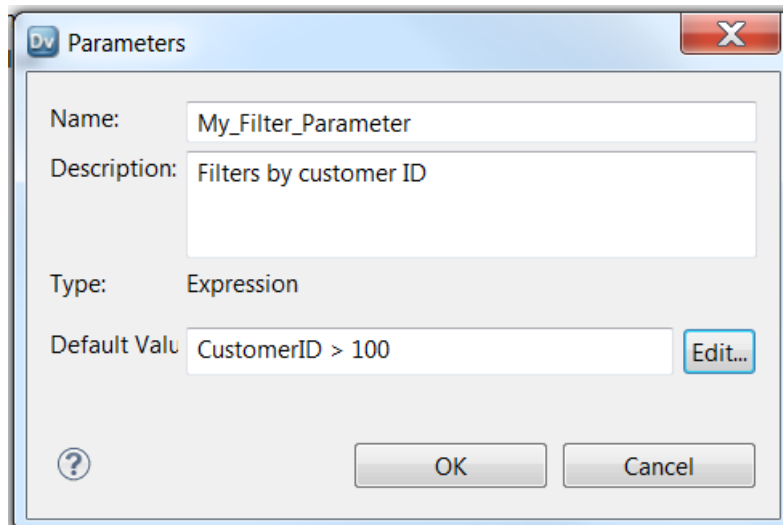 Dv Parameters
Name: My_Filter_Parameter
Description: Filters by customer ID
Type: Expression
Default Valu CustomerID > 100 Edit...
? OK Cancel